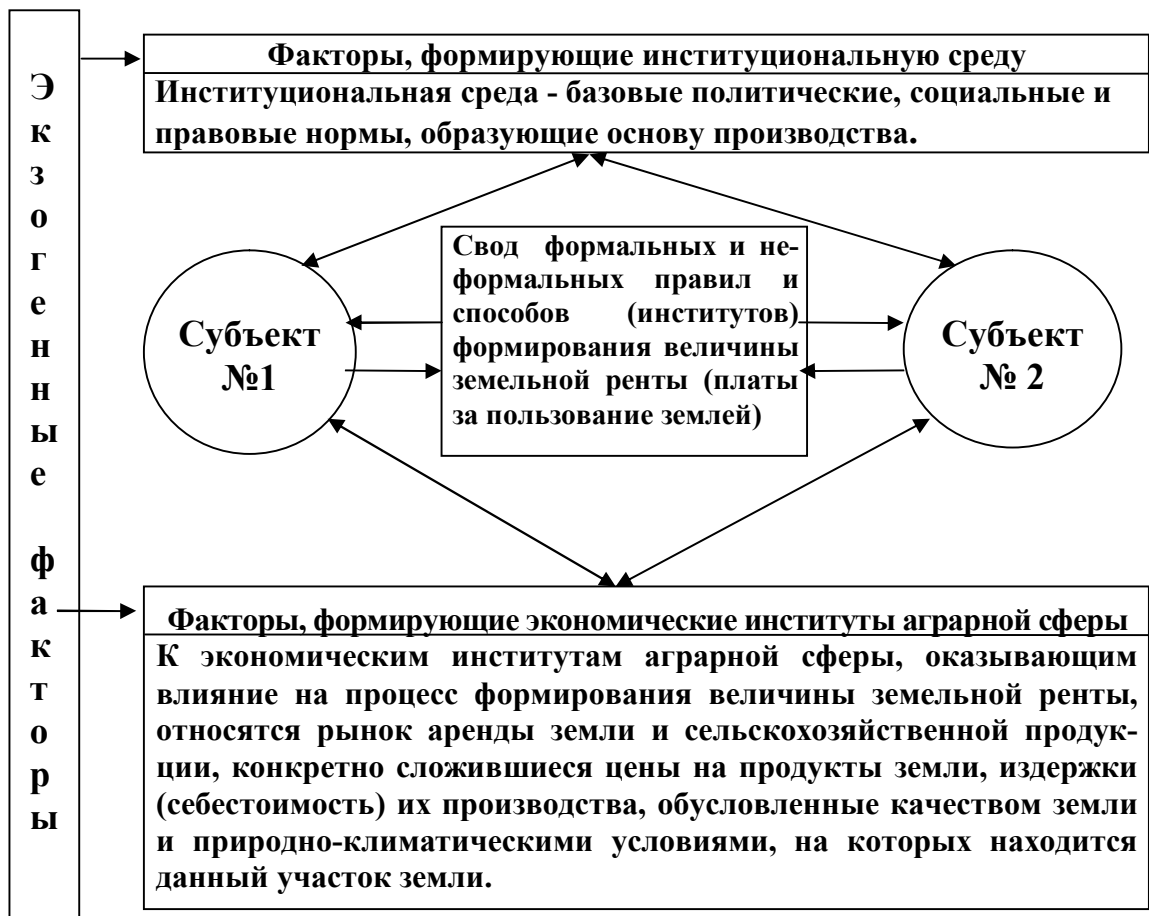 Экзогенные факторы
Факторы, формирующие институциональную среду
Институциональная среда - базовые политические, социальные и
правовые нормы, образующие основу производства.
Субъект
№1
Свод формальных и не-
формальных правил и
способов (институтов)
формирования величины
земельной ренты (платы
за пользование землей)
Субъект
№ 2
Факторы, формирующие экономические институты аграрной сферы
К экономическим институтам аграрной сферы, оказывающим
влияние на процесс формирования величины земельной ренты,
относятся рынок аренды земли и сельскохозяйственной продук-
ции, конкретно сложившиеся цены на продукты земли, издержки
(себестоимость) их производства, обусловленные качеством земли
и природно-климатическими условиями, на которых находится
данный участок земли.